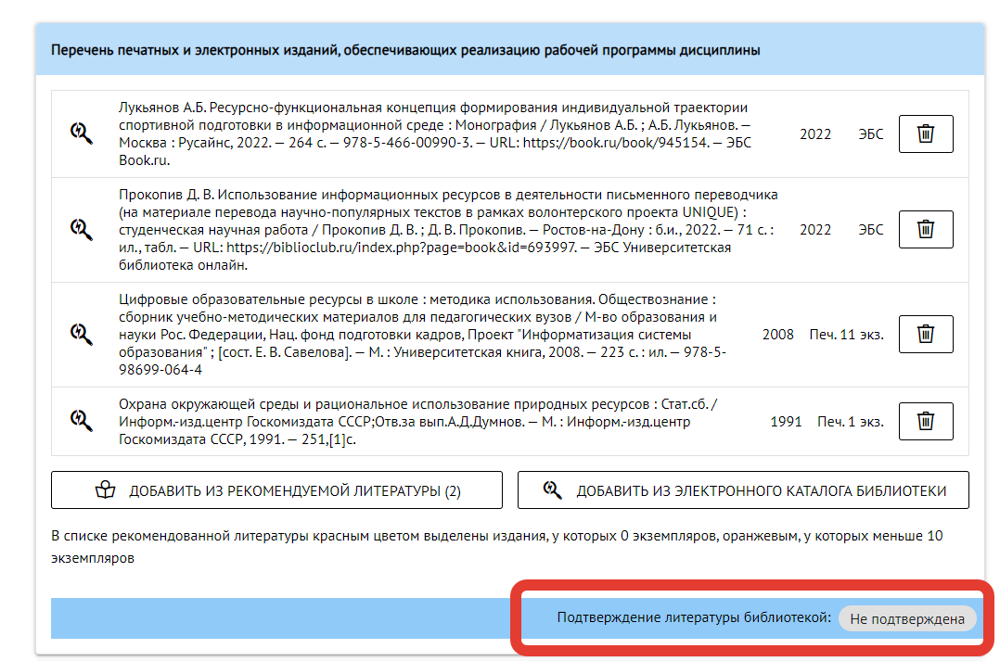 Перечень печатных и электронных изданий, обеспечивающих реализацию рабочей программы дисциплины
Лукьянов А.Б. Ресурсно-функциональная концепция формирования индивидуальной траектории
спортивной подготовки в информационной среде : Монография / Лукьянов А.Б. ; А.Б. Лукьянов. —
Москва : Русайнс, 2022. — 264 с. — 978-5-466-00990-3. — URL: https://book.ru/book/945154. — ЭБС
Book.ru.
2022 ЭБС
Прокопив Д. В. Использование информационных ресурсов в деятельности письменного переводчика
(на материале перевода научно-популярных текстов в рамках волонтерского проекта UNIQUE) :
студенческая научная работа / Прокопив Д. В. ; Д. В. Прокопив. — Ростов-на-Дону : б.и., 2022. — 71 с. :
ил., табл. — URL: https://biblioclub.ru/index.php?page=book&id=693997. — ЭБС Университетская
библиотека онлайн.
2022 ЭБС
Цифровые образовательные ресурсы в школе : методика использования. Обществознание :
сборник учебно-методических материалов для педагогических вузов / М-во образования и
науки Рос. Федерации, Нац. фонд подготовки кадров, Проект "Информатизация системы
образования" ; [сост. Е. В. Савелова]. — М. : Университетская книга, 2008. — 223 с. : ил. — 978-5-
98699-064-4
2008 Печ. 11 экз.
Охрана окружающей среды и рациональное использование природных ресурсов : Стат.сб. /
Информ.-изд.центр Госкомиздата СССР;Отв.за вып.А.Д.Думнов. — М. : Информ.-изд.центр
Госкомиздата СССР, 1991. — 251,[1]с.
1991 Печ. 1 экз.
ДОБАВИТЬ ИЗ РЕКОМЕНДУЕМОЙ ЛИТЕРАТУРЫ (2)
ДОБАВИТЬ ИЗ ЭЛЕКТРОННОГО КАТАЛОГА БИБЛИОТЕКИ
В списке рекомендованной литературы красным цветом выделены издания, у которых 0 экземпляров, оранжевым, у которых меньше 10
экземпляров
Подтверждение литературы библиотекой: Не подтверждена